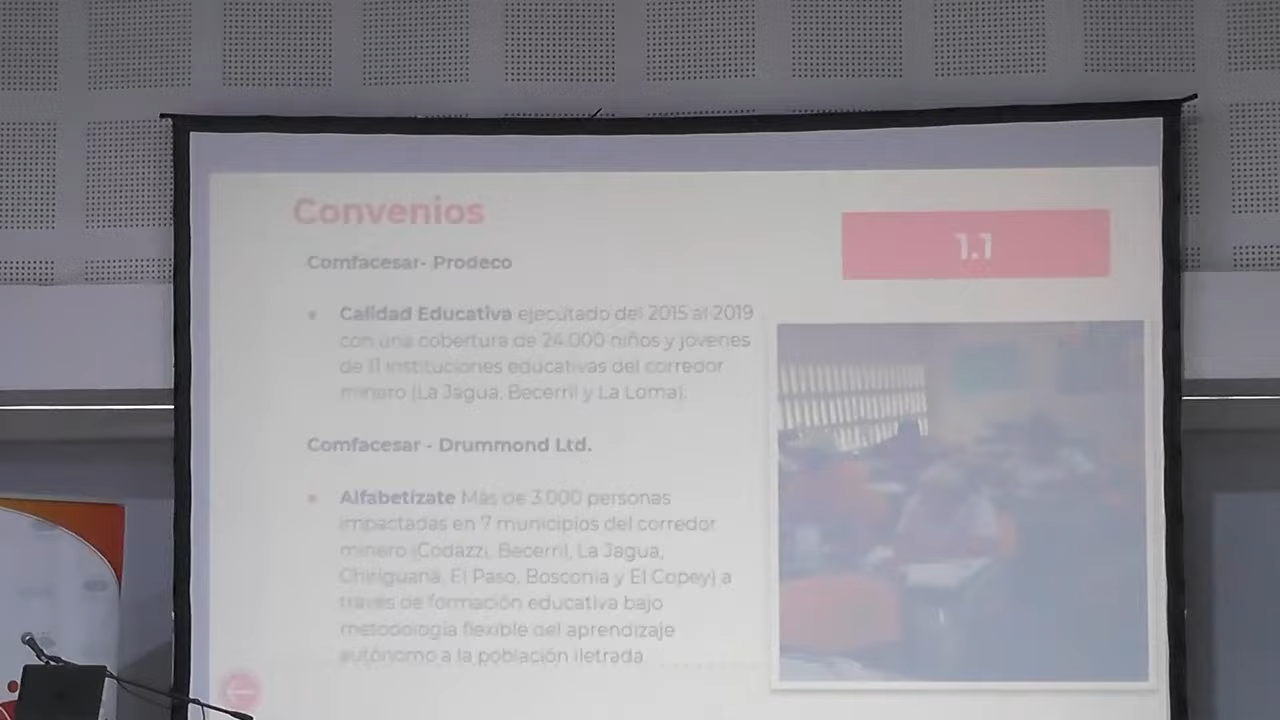 Convenios
1.1
Comfacesar- Prodeco
Calidad Educativa ejecutado del 2015 al 2019
con una cobertura de 24.000 niños y jovenes
de 11 instituciones educativas del corredor
minero (La Jagua, Becerril y La Loma).
Comfacesar - Drummond Ltd.
Alfabetízate Más de 3.000 personas
impactadas en 7 municipios del corredor
minero (Codazzi, Becerril, La Jagua,
Chiriguaná, El Paso, Bosconia y El Copey) a
través de formación educativa bajo
metodología flexible del aprendizaje
autónomo a la población iletrada